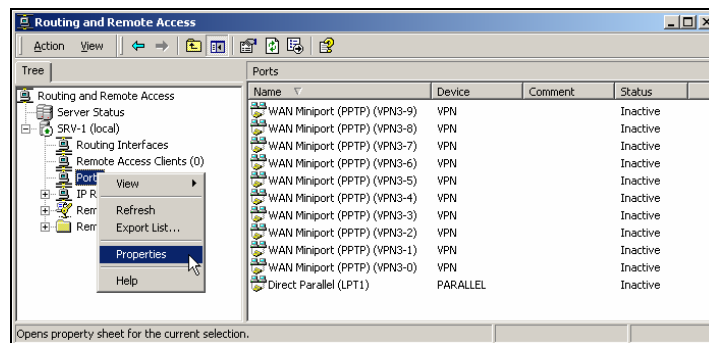 Routing and Remote Access
Action View
Tree
Ports
Routing and Remote Access
Server Status
SRV-1 (local)
Routing Interfaces
Remote Access Clients (0)
Port
IP R
Rem
Rem
View
Refresh
Export List...
Properties
Help
Name Device Comment Status
WAN Miniport (PPTP) (VPN3-9) VPN Inactive
WAN Miniport (PPTP) (VPN3-8) VPN Inactive
WAN Miniport (PPTP) (VPN3-7) VPN Inactive
WAN Miniport (PPTP) (VPN3-6) VPN Inactive
WAN Miniport (PPTP) (VPN3-5) VPN Inactive
WAN Miniport (PPTP) (VPN3-4) VPN Inactive
WAN Miniport (PPTP) (VPN3-3) VPN Inactive
WAN Miniport (PPTP) (VPN3-2) VPN Inactive
WAN Miniport (PPTP) (VPN3-1) VPN Inactive
WAN Miniport (PPTP) (VPN3-0) VPN Inactive
Direct Parallel (LPT1) PARALLEL Inactive
Opens property sheet for the current selection.